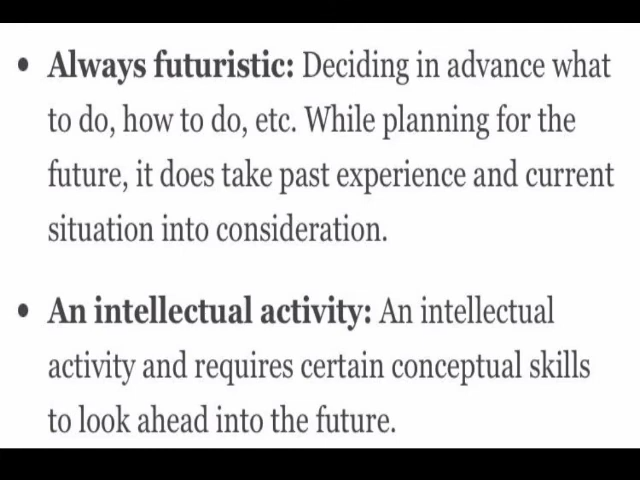 • Always futuristic: Deciding in advance what
to do, how to do, etc. While planning for the
future, it does take past experience and current
situation into consideration.
• An intellectual activity: An intellectual
activity and requires certain conceptual skills
to look ahead into the future.